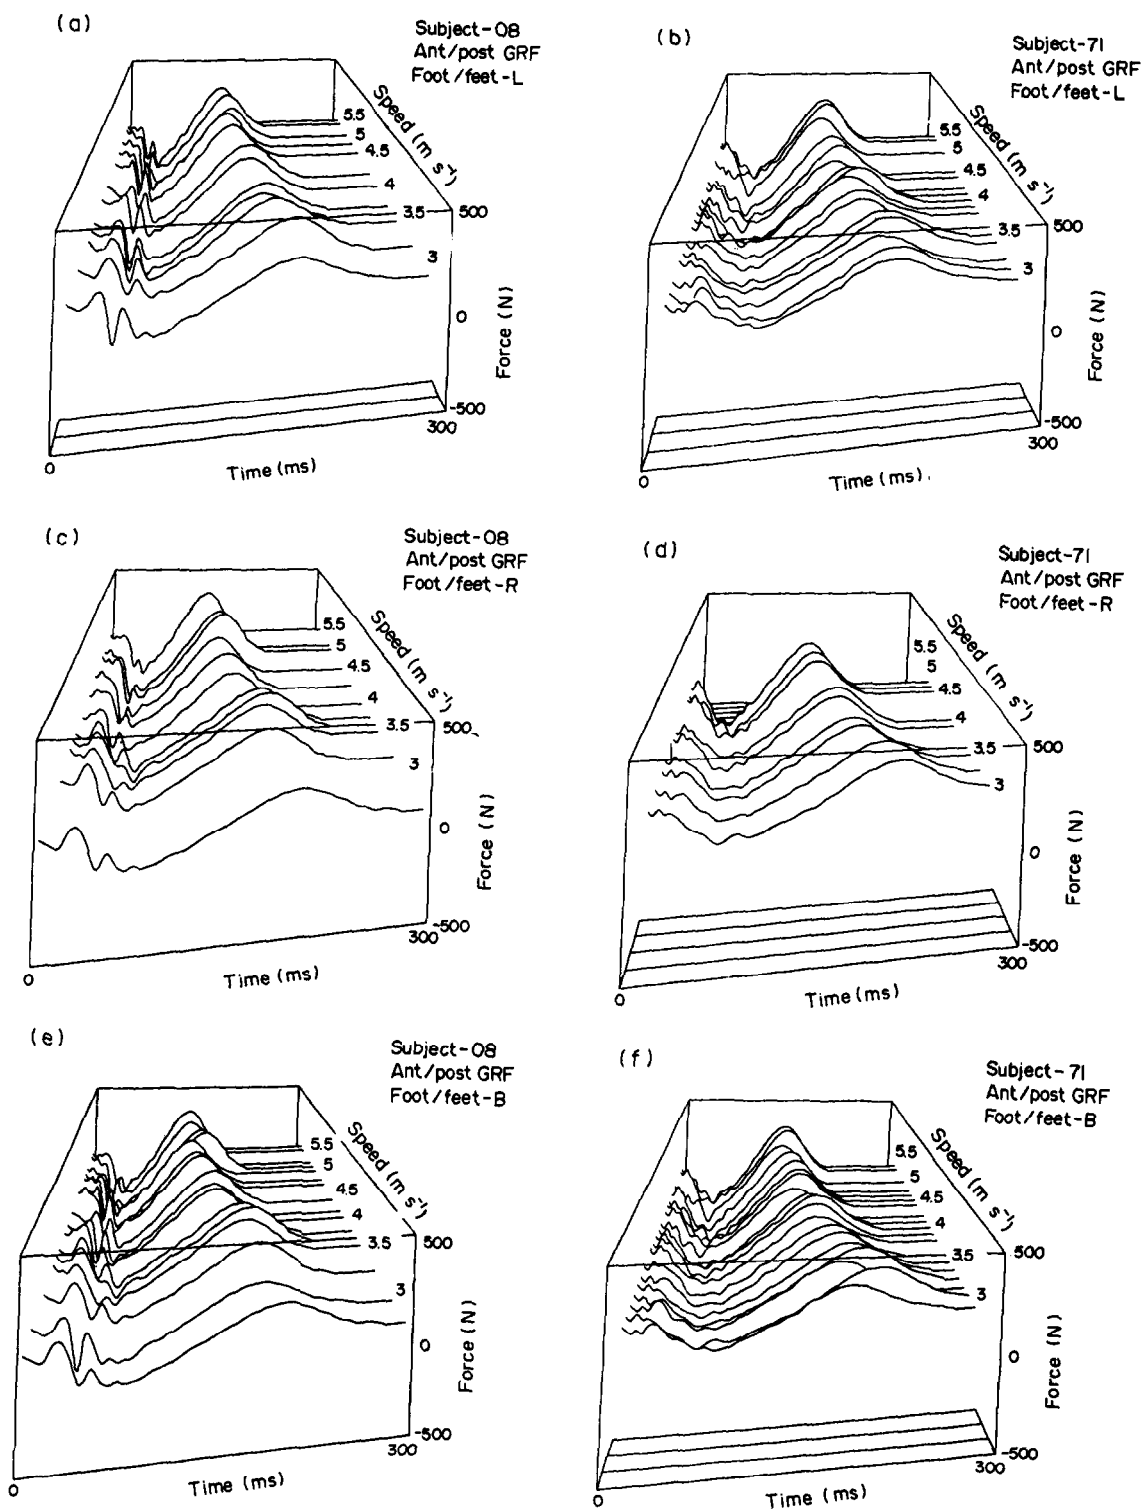 (a)
Subject-08
Ant/post GRF
Foot/feet-L
Speed (m s⁻¹)
5.5
5
4.5
4
3.5
3
500
0
-500
Force (N)
300
0
Time (ms)
(b)
Subject-71
Ant/post GRF
Foot/feet-L
Speed (m s⁻¹)
5.5
5
4.5
4
3.5
3
500
0
-500
Force (N)
300
0
Time (ms).
(c)
Subject-08
Ant/post GRF
Foot/feet-R
Speed (m s⁻¹)
5.5
5
4.5
4
3.5
3
500
0
-500
Force (N)
300
0
Time (ms)
(d)
Subject-71
Ant/post GRF
Foot/feet-R
Speed (m s⁻¹)
5.5
5
4.5
4
3.5
3
500
0
-500
Force (N)
300
0
Time (ms)
(e)
Subject-08
Ant/post GRF
Foot/feet-B
Speed (m s⁻¹)
5.5
5
4.5
4
3.5
3
500
0
-500
Force (N)
300
0
Time (ms)
(f)
Subject-71
Ant/post GRF
Foot/feet-B
Speed (m s⁻¹)
5.5
5
4.5
4
3.5
3
500
0
-500
Force (N)
300
0
Time (ms)